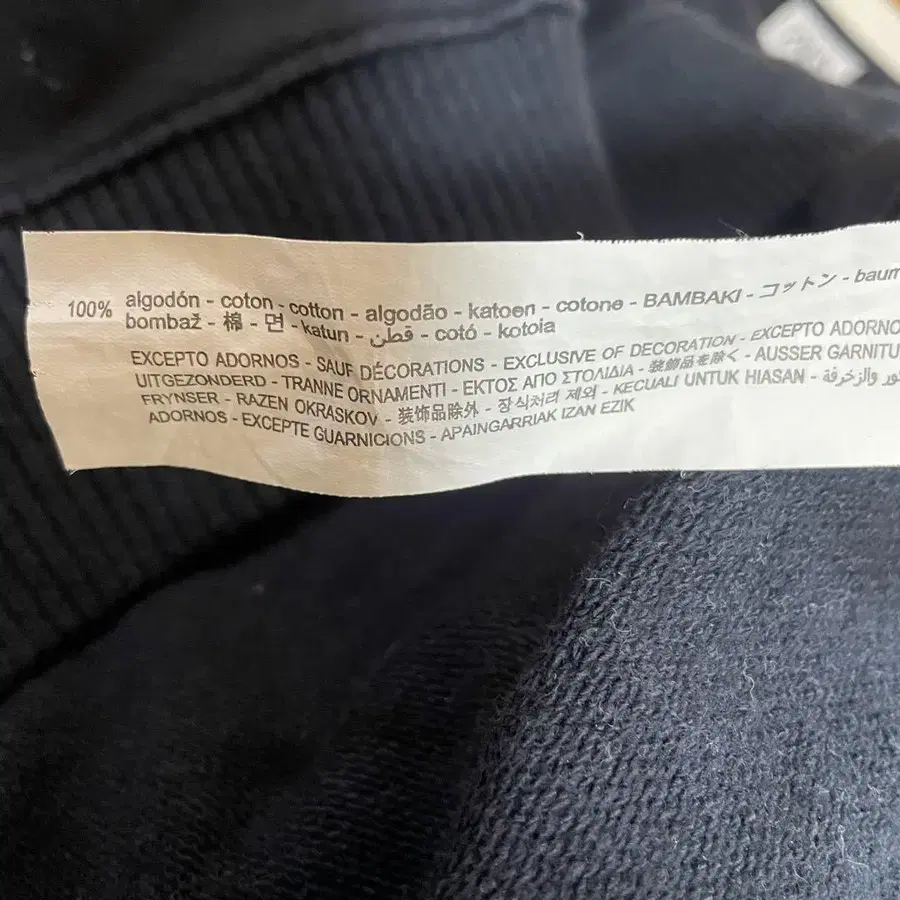 100% algodón - coton - cotton - algodão - katoen - cotone - BAMBAKI - コットン - baum
bombaž - 棉 - 면 - katun - قطن - cotó - kotoia
EXCEPTO ADORNOS - SAUF DÉCORATIONS - EXCLUSIVE OF DECORATION - EXCEPTO ADORNO
UITGEZONDERD - TRANNE ORNAMENTI - ΕΚΤΟΣ ΑΠΟ ΣΤΟΛΙΔΙΑ - 装飾品を除く - AUSSER GARNITU
FRYNSER - RAZEN OKRASKOV - 装饰品除外 - 장식처리 제외 - KECUALI UNTUK HIASAN - والزخرفة
ADORNOS - EXCEPTE GUARNICIONS - APAINGARRIAK IZAN EZIK